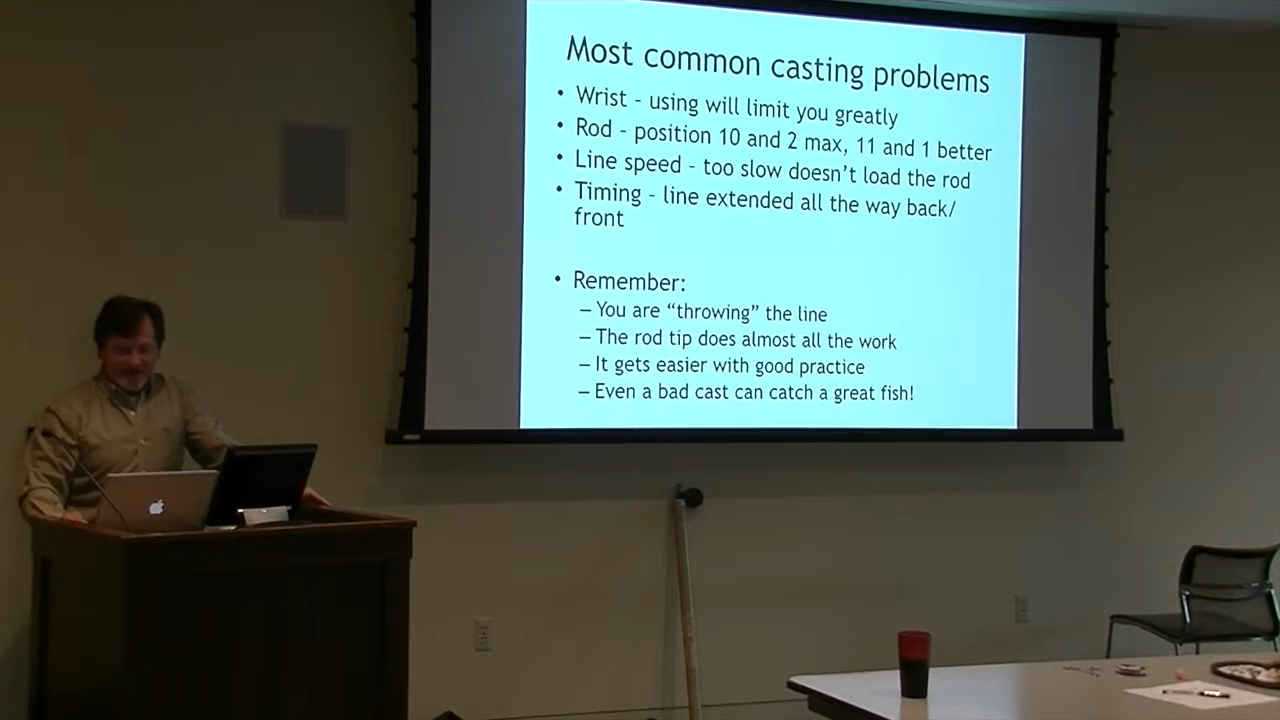 Most common casting problems
• Wrist - using will limit you greatly
• Rod - position 10 and 2 max, 11 and 1 better
• Line speed - too slow doesn't load the rod
• Timing - line extended all the way back/
front
• Remember:
– You are “throwing” the line
– The rod tip does almost all the work
– It gets easier with good practice
– Even a bad cast can catch a great fish!